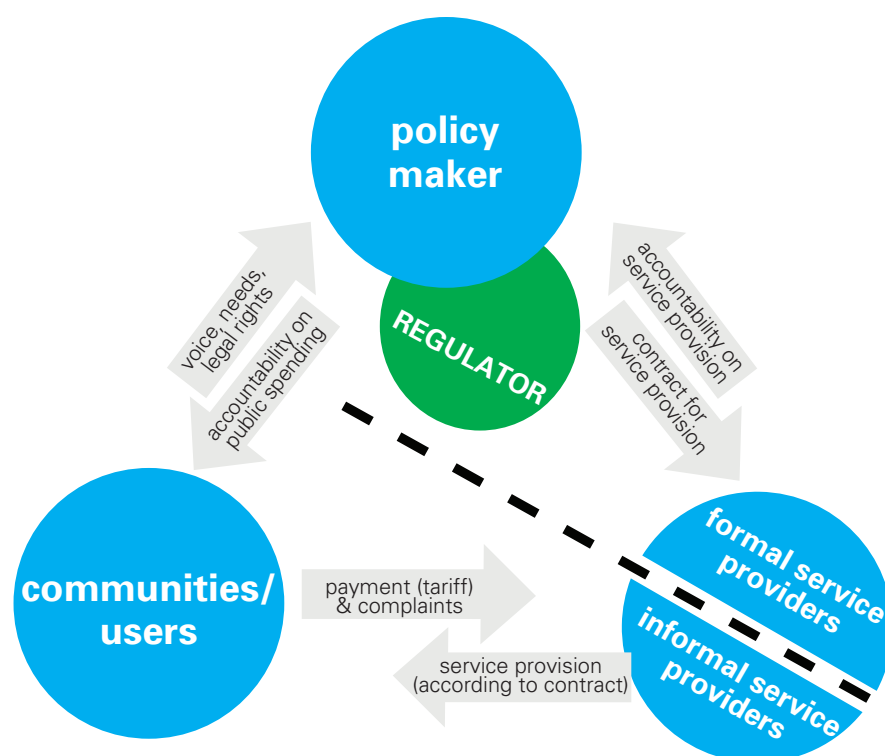 policy
maker
REGULATOR
voice, needs,
legal rights
accountability on
public spending
accountability on
service provision
contract for
service provision
communities/
users
payment (tariff)
& complaints
service provision
(according to contract)
formal service
providers
informal service
providers